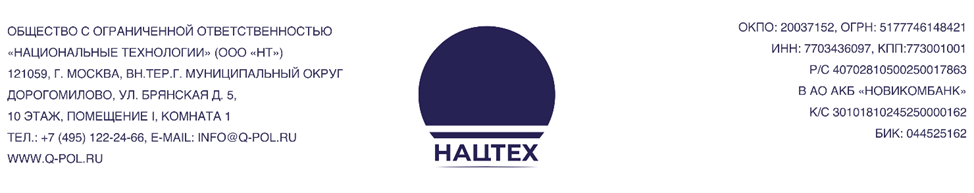 ОБЩЕСТВО С ОГРАНИЧЕННОЙ ОТВЕТСТВЕННОСТЬЮ
«НАЦИОНАЛЬНЫЕ ТЕХНОЛОГИИ» (ООО «НТ»)
121059, Г. МОСКВА, ВН.ТЕР.Г. МУНИЦИПАЛЬНЫЙ ОКРУГ
ДОРОГОМИЛОВО, УЛ. БРЯНСКАЯ Д. 5,
10 ЭТАЖ, ПОМЕЩЕНИЕ I, КОМНАТА 1
ТЕЛ.: +7 (495) 122-24-66, E-MAIL: INFO@Q-POL.RU
WWW.Q-POL.RU
НАЦТЕХ
ОКПО: 20037152, ОГРН: 5177746148421
ИНН: 7703436097, КПП:773001001
Р/С 40702810500250017863
В АО АКБ «НОВИКОМБАНК»
К/С 30101810245250000162
БИК: 044525162